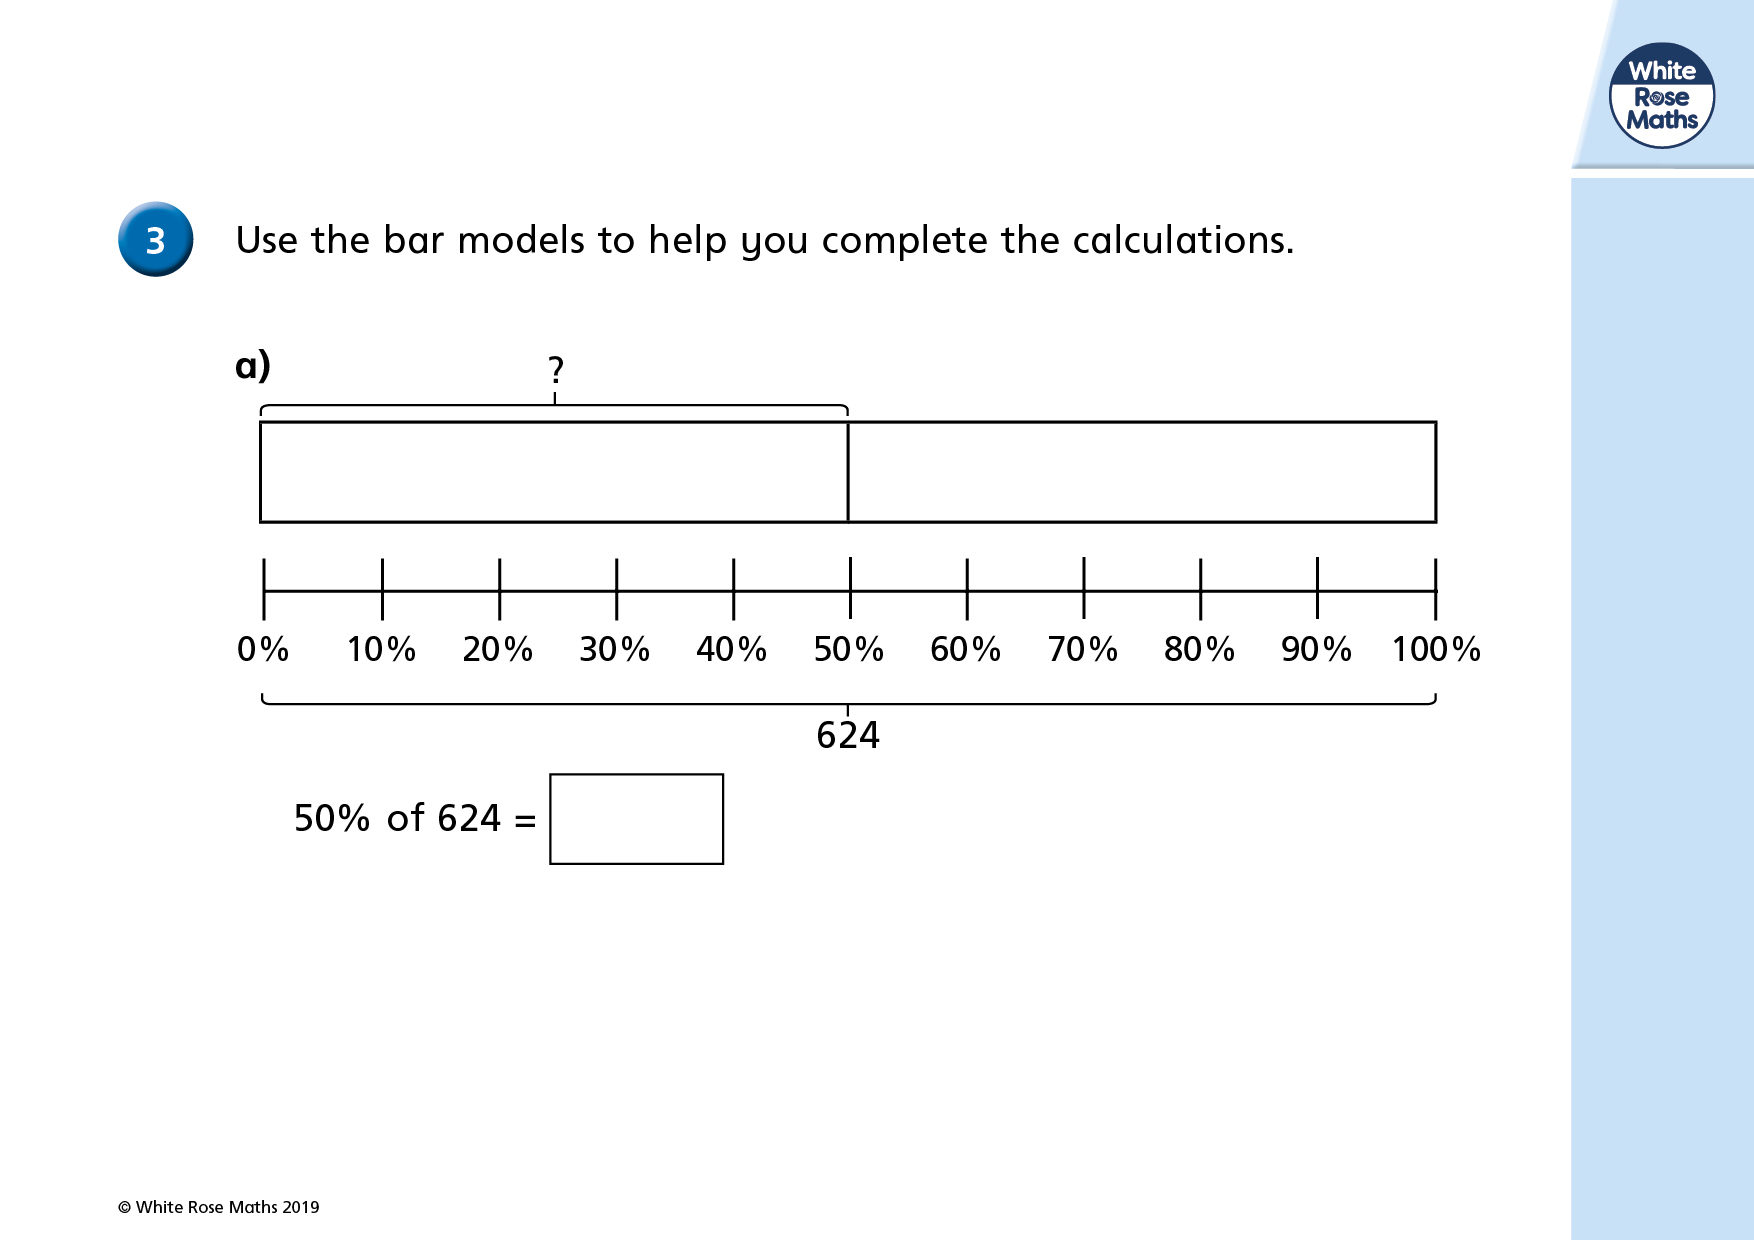 White
Rose
Maths
3 Use the bar models to help you complete the calculations.
a) ?
0% 10% 20% 30% 40% 50% 60% 70% 80% 90% 100%
624
50% of 624 =
© White Rose Maths 2019